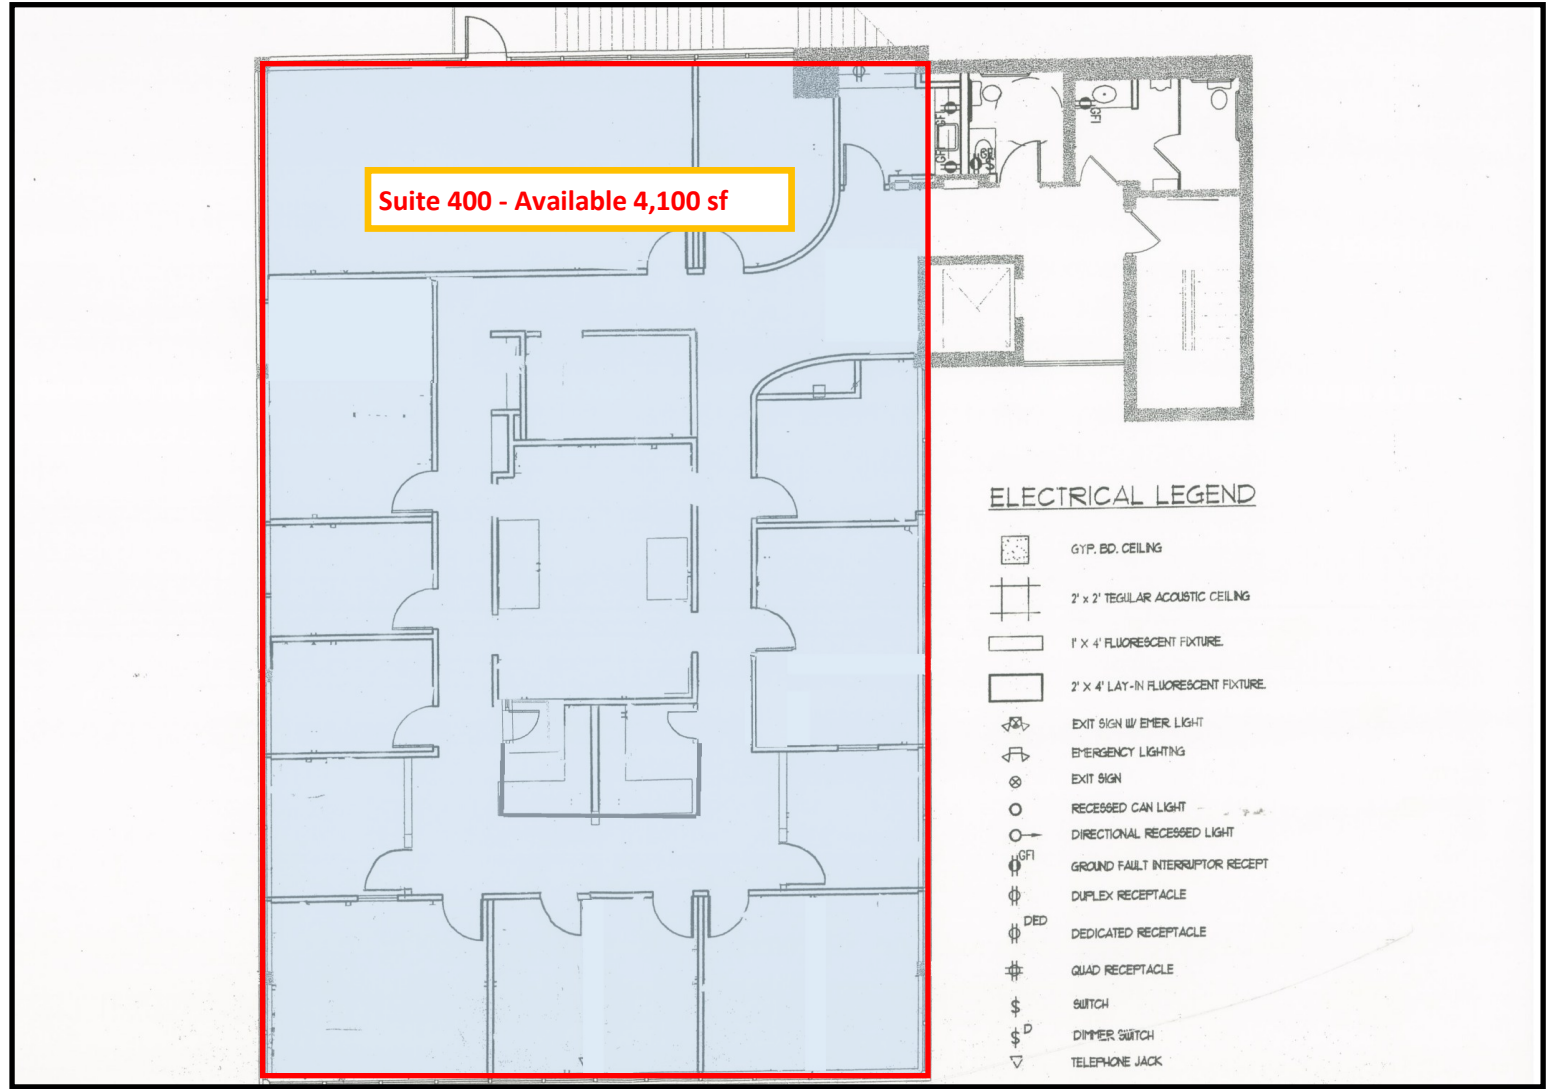 Suite 400 - Available 4,100 sf
GFI
GFI
GFI
GFI
$
ELECTRICAL LEGEND
GYP. BD. CEILING
2' x 2' TEGULAR ACOUSTIC CEILING
1' X 4' FLUORESCENT FIXTURE.
2' X 4' LAY-IN FLUORESCENT FIXTURE.
EXIT SIGN W/ EMER. LIGHT
EMERGENCY LIGHTING
EXIT SIGN
RECESSED CAN LIGHT
DIRECTIONAL RECESSED LIGHT
GFI GROUND FAULT INTERRUPTOR RECEPT
DUPLEX RECEPTACLE
DED DEDICATED RECEPTACLE
QUAD RECEPTACLE
$ SWITCH
$ D DIMMER SWITCH
TELEPHONE JACK